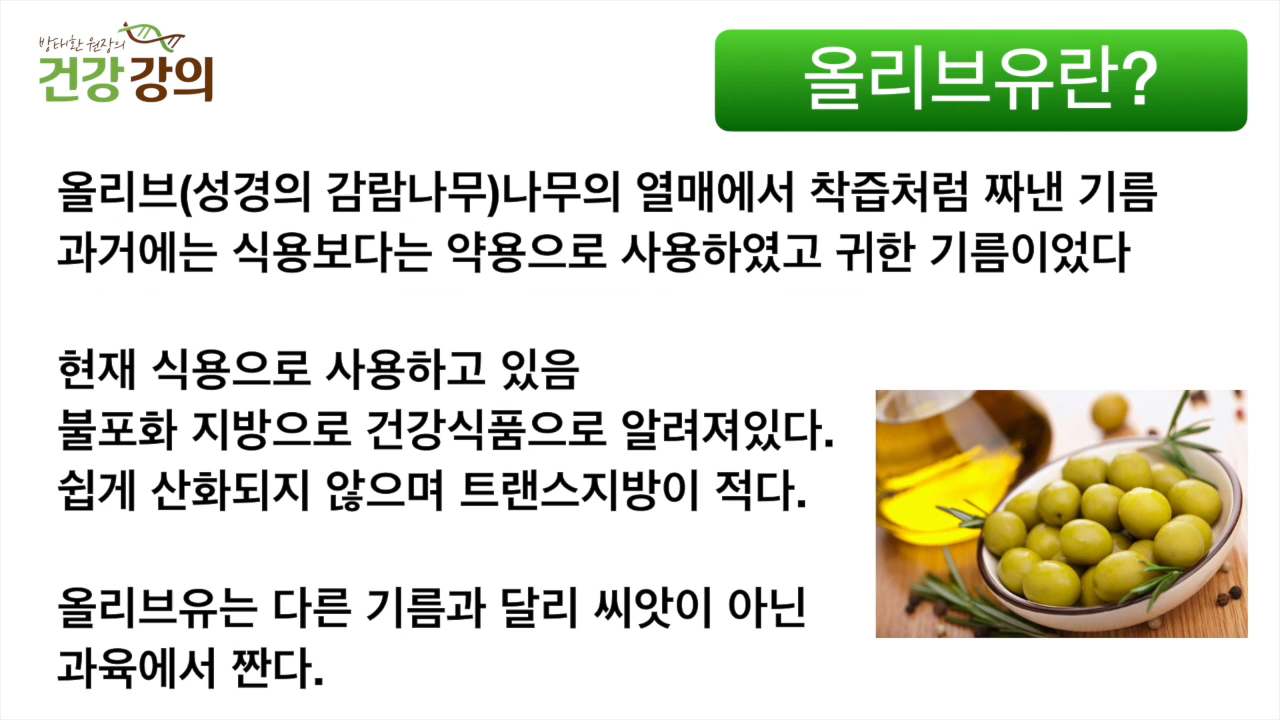 방태환 원장의
건강 강의
올리브유란?
올리브(성경의 감람나무)나무의 열매에서 착즙처럼 짜낸 기름
과거에는 식용보다는 약용으로 사용하였고 귀한 기름이었다
현재 식용으로 사용하고 있음
불포화 지방으로 건강식품으로 알려져있다.
쉽게 산화되지 않으며 트랜스지방이 적다.
올리브유는 다른 기름과 달리 씨앗이 아닌
과육에서 짠다.